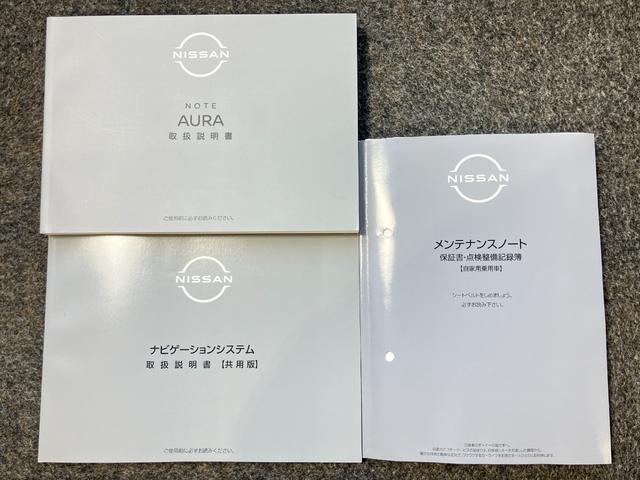 NISSAN
NOTE
AURA
取扱説明書
ご使用前に必ずお読みください。
NISSAN
ナビゲーションシステム
取扱説明書 【共用版】
ご使用前に必ずお読みください。
NISSAN
メンテナンスノート
保証書・点検整備記録簿
【自家用乗用車】
シートベルトをしめましょう。
必ずお読み下さい。